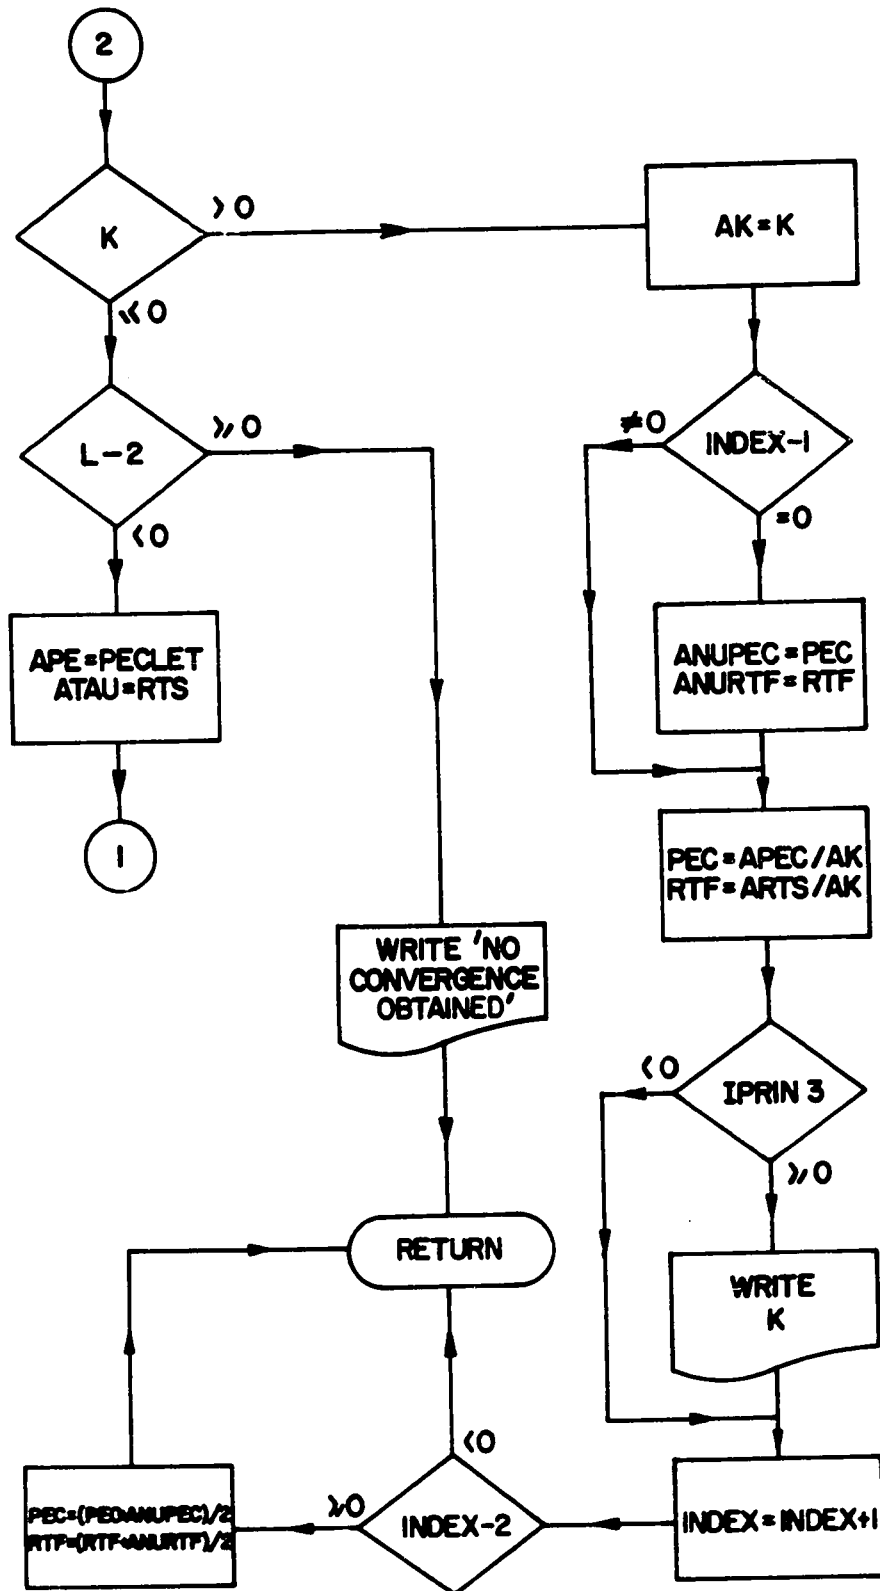 2
K
>0
AK=K
⩽0
L-2
⩾0
<0
APE=PECLET
ATAU=RTS
1
INDEX-1
≠0
=0
ANUPEC=PEC
ANURTF=RTF
PEC=APEC/AK
RTF=ARTS/AK
WRITE 'NO
CONVERGENCE
OBTAINED'
IPRIN 3
<0
⩾0
WRITE
K
RETURN
INDEX=INDEX+1
INDEX-2
<0
⩾0
PEC=(PEC+ANUPEC)/2
RTF=(RTF+ANURTF)/2